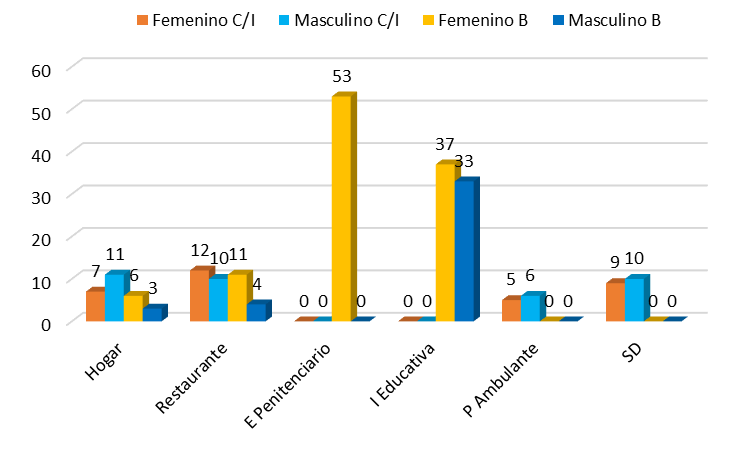 Femenino C/I Masculino C/I Femenino B Masculino B
60
50
40
30
20
10
0
7 11 6 3
12 10 11 4
0 0 53 0
0 0 37 33
5 6 0 0
9 10 0 0
Hogar
Restaurante
E Penitenciario
I Educativa
P Ambulante
SD